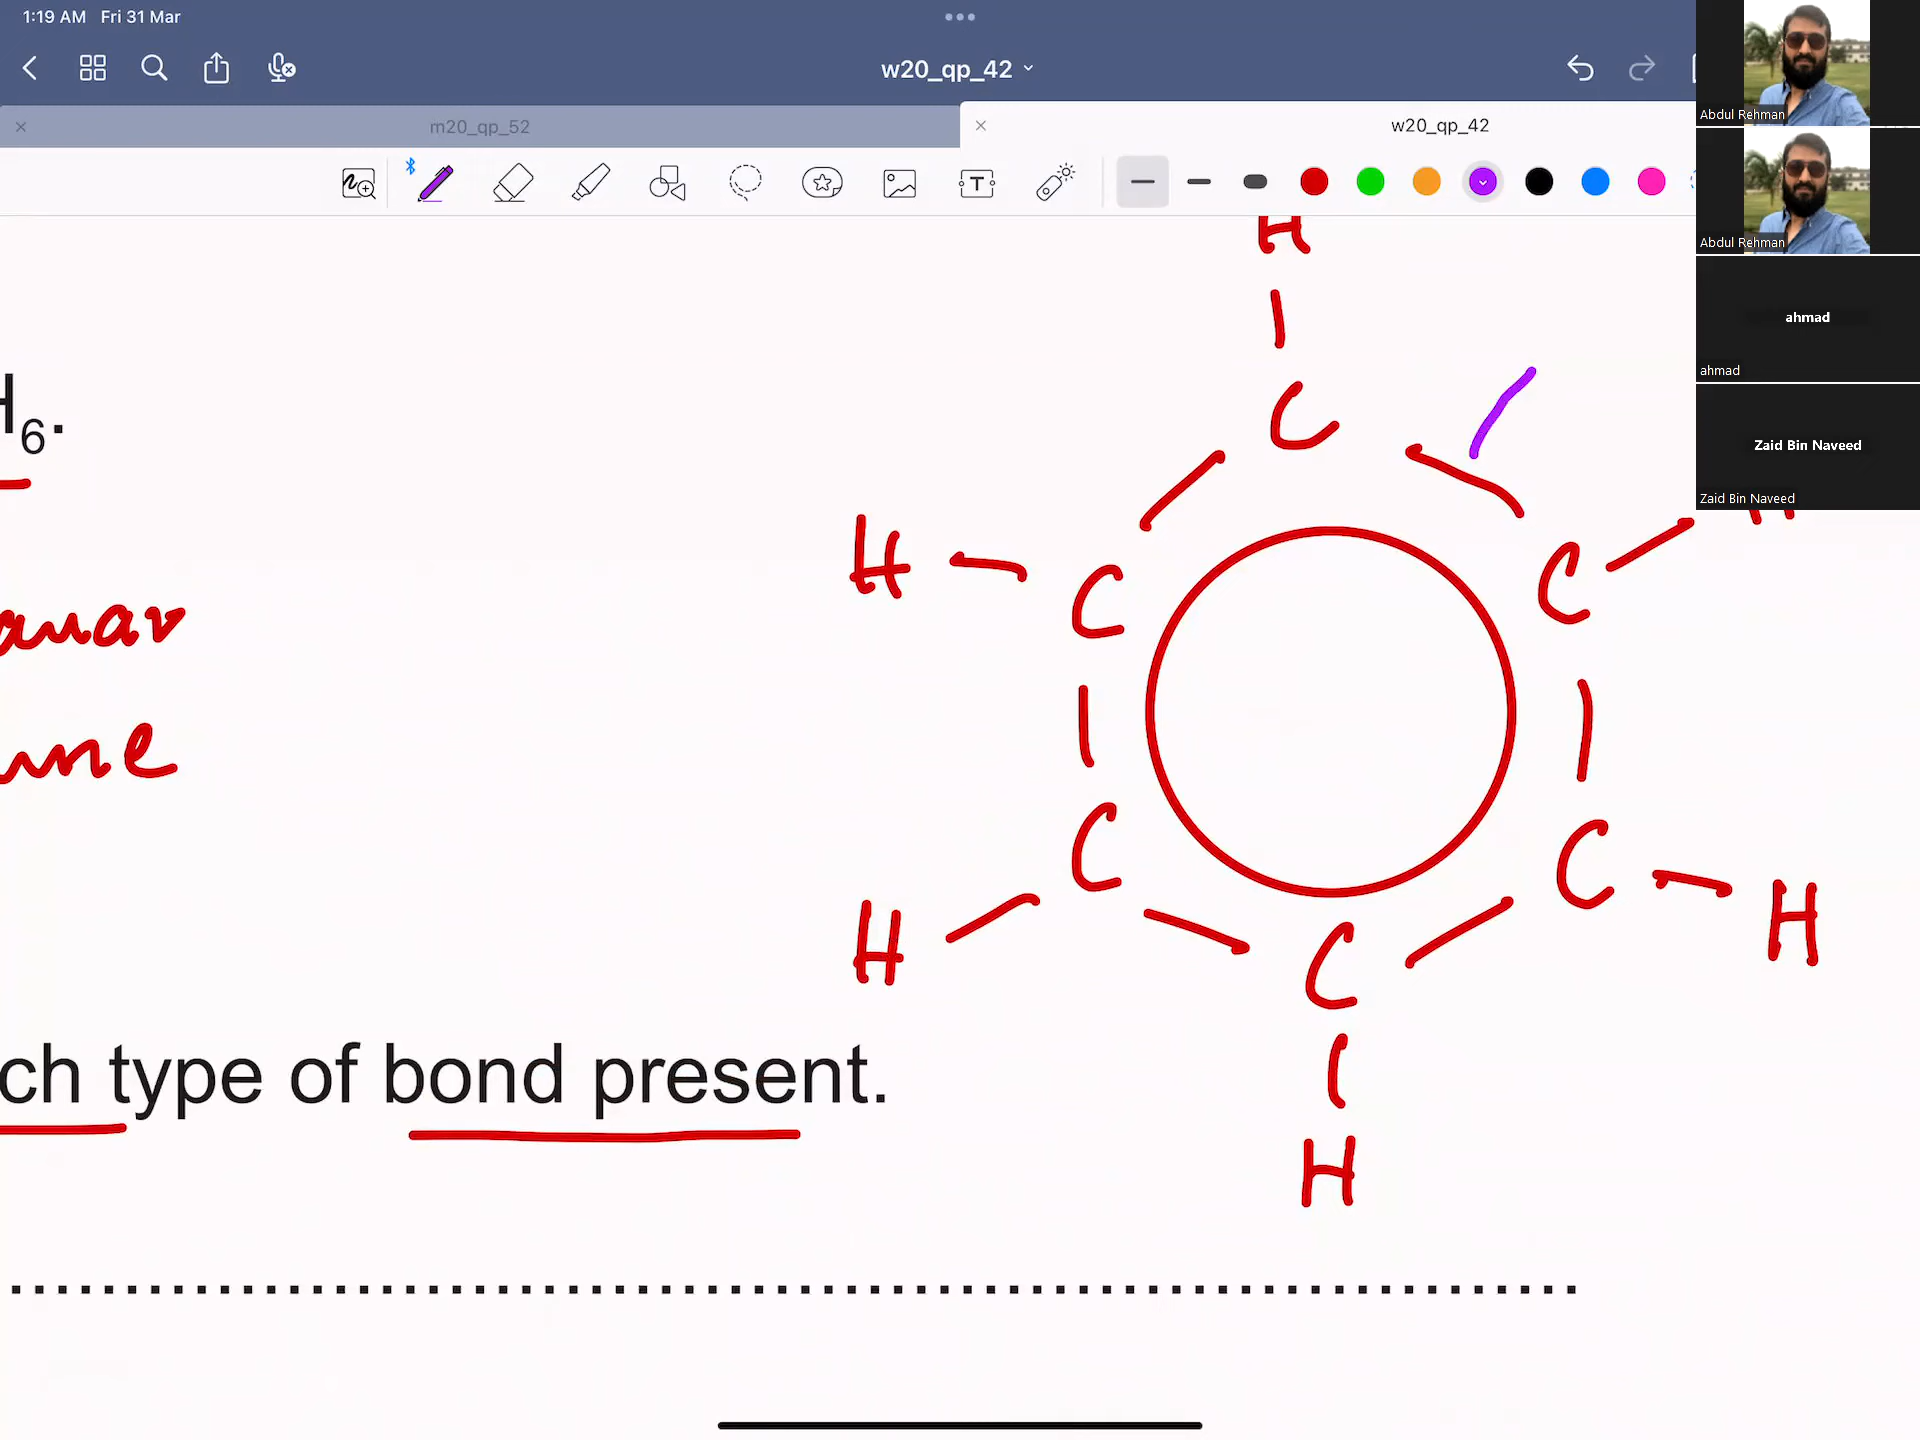 1:19 AM Fri 31 Mar
w20_qp_42
m20_qp_52
w20_qp_42
Abdul Rehman
Abdul Rehman
ahmad
ahmad
Zaid Bin Naveed
Zaid Bin Naveed
H
H6.
C
H C C H
C C
H C H
H
ch type of bond present.